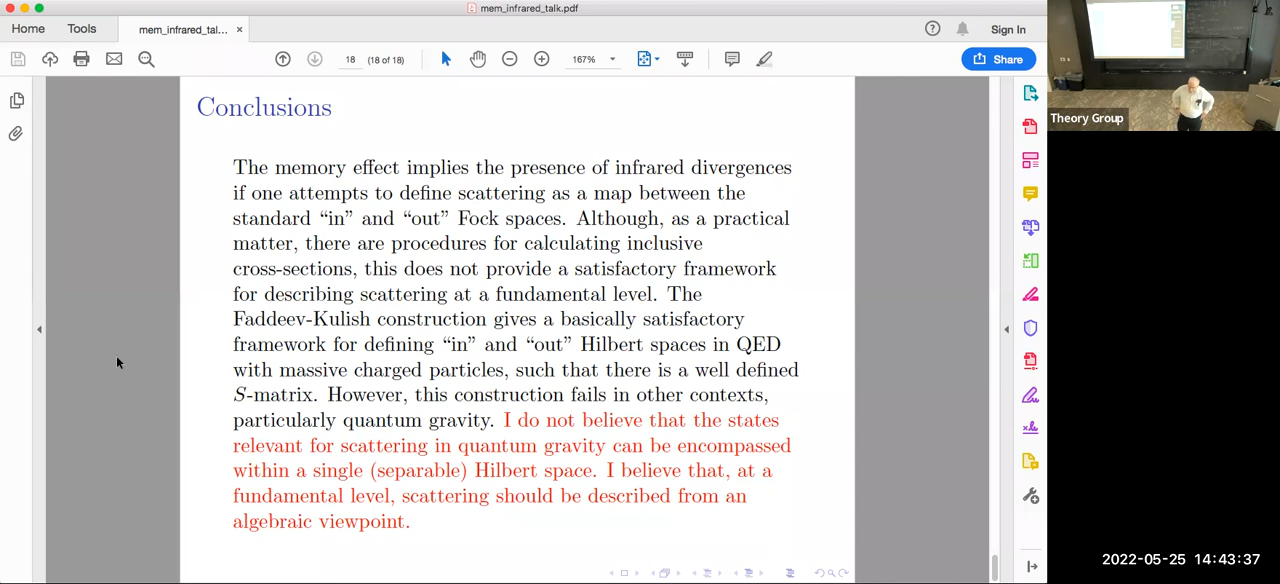 mem_infrared_talk.pdf
Home
Tools
mem_infrared_tal...
×
Sign In
18
(18 of 18)
167%
Share
Theory Group
Conclusions
The memory effect implies the presence of infrared divergences
if one attempts to define scattering as a map between the
standard “in” and “out” Fock spaces. Although, as a practical
matter, there are procedures for calculating inclusive
cross-sections, this does not provide a satisfactory framework
for describing scattering at a fundamental level. The
Faddeev-Kulish construction gives a basically satisfactory
framework for defining “in” and “out” Hilbert spaces in QED
with massive charged particles, such that there is a well defined
S-matrix. However, this construction fails in other contexts,
particularly quantum gravity. I do not believe that the states
relevant for scattering in quantum gravity can be encompassed
within a single (separable) Hilbert space. I believe that, at a
fundamental level, scattering should be described from an
algebraic viewpoint.
2022-05-25 14:43:37